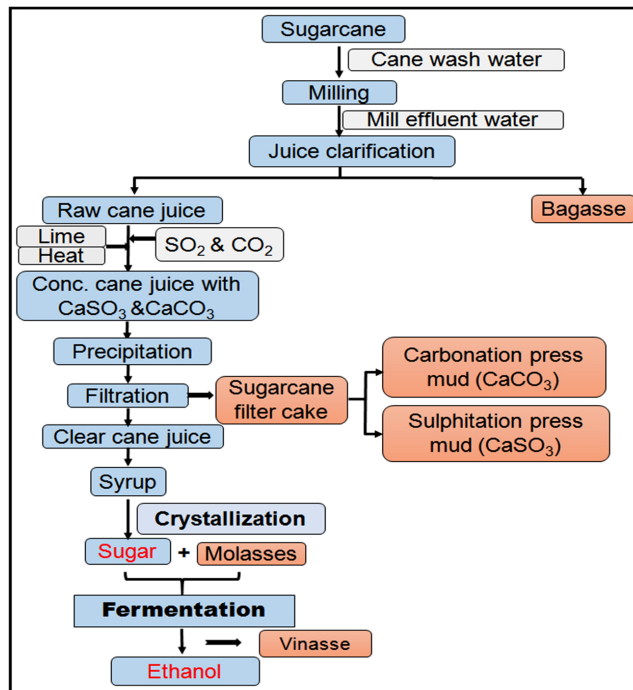 Sugarcane
Cane wash water
Milling
Mill effluent water
Juice clarification
Raw cane juice
Bagasse
Lime
Heat
SO₂ & CO₂
Conc. cane juice with
CaSO₃ &CaCO₃
Precipitation
Filtration
Sugarcane
filter cake
Carbonation press
mud (CaCO₃)
Sulphitation press
mud (CaSO₃)
Clear cane juice
Syrup
Crystallization
Sugar + Molasses
Fermentation
Vinasse
Ethanol